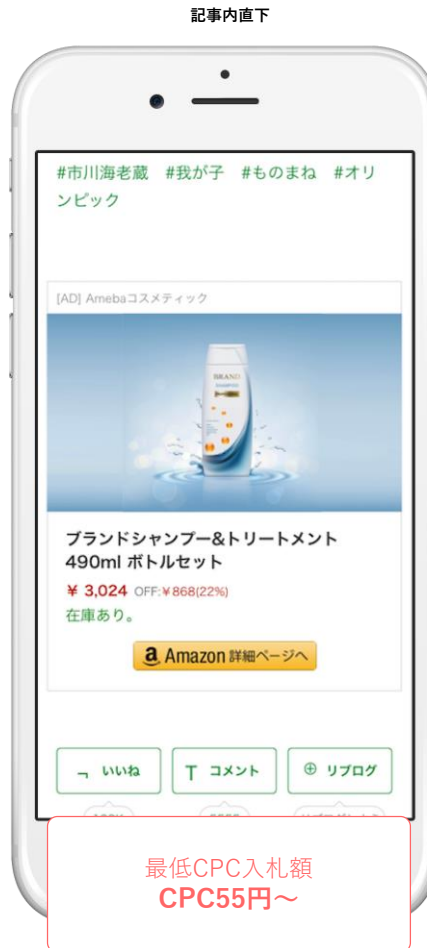 記事内直下
#市川海老蔵 #我が子 #ものまね #オリ
ンピック
[AD] Amebaコスメティック
BRAND
SHAMPOO
ブランドシャンプー&トリートメント
490ml ボトルセット
¥ 3,024 OFF:¥868(22%)
在庫あり。
a Amazon 詳細ページへ
いいね
コメント
リブログ
最低CPC入札額
CPC55円～